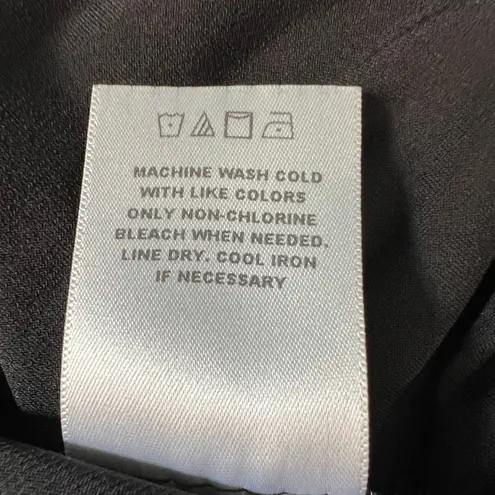 MACHINE WASH COLD
WITH LIKE COLORS
ONLY NON-CHLORINE
BLEACH WHEN NEEDED.
LINE DRY. COOL IRON
IF NECESSARY